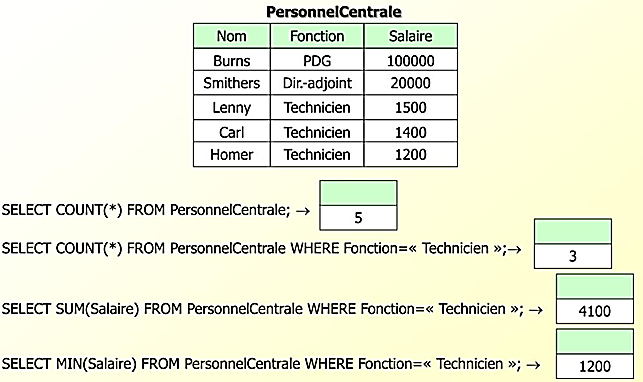 PersonnelCentrale
Nom Fonction Salaire
Burns PDG 100000
Smithers Dir.-adjoint 20000
Lenny Technicien 1500
Carl Technicien 1400
Homer Technicien 1200
SELECT COUNT(*) FROM PersonnelCentrale; → 5
SELECT COUNT(*) FROM PersonnelCentrale WHERE Fonction=« Technicien »;→ 3
SELECT SUM(Salaire) FROM PersonnelCentrale WHERE Fonction=« Technicien »; → 4100
SELECT MIN(Salaire) FROM PersonnelCentrale WHERE Fonction=« Technicien »; → 1200